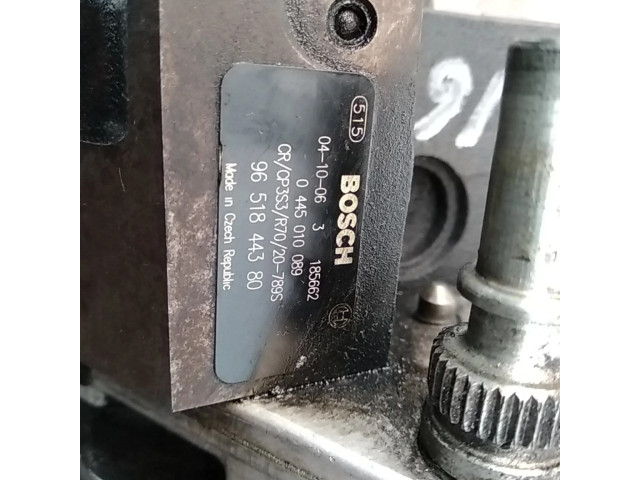 515
BOSCH
04-10-06 3 185662
0 445 010 089
CR/CP3S3/R70/20-789S
96 518 443 80
Made in Czech Republic
91